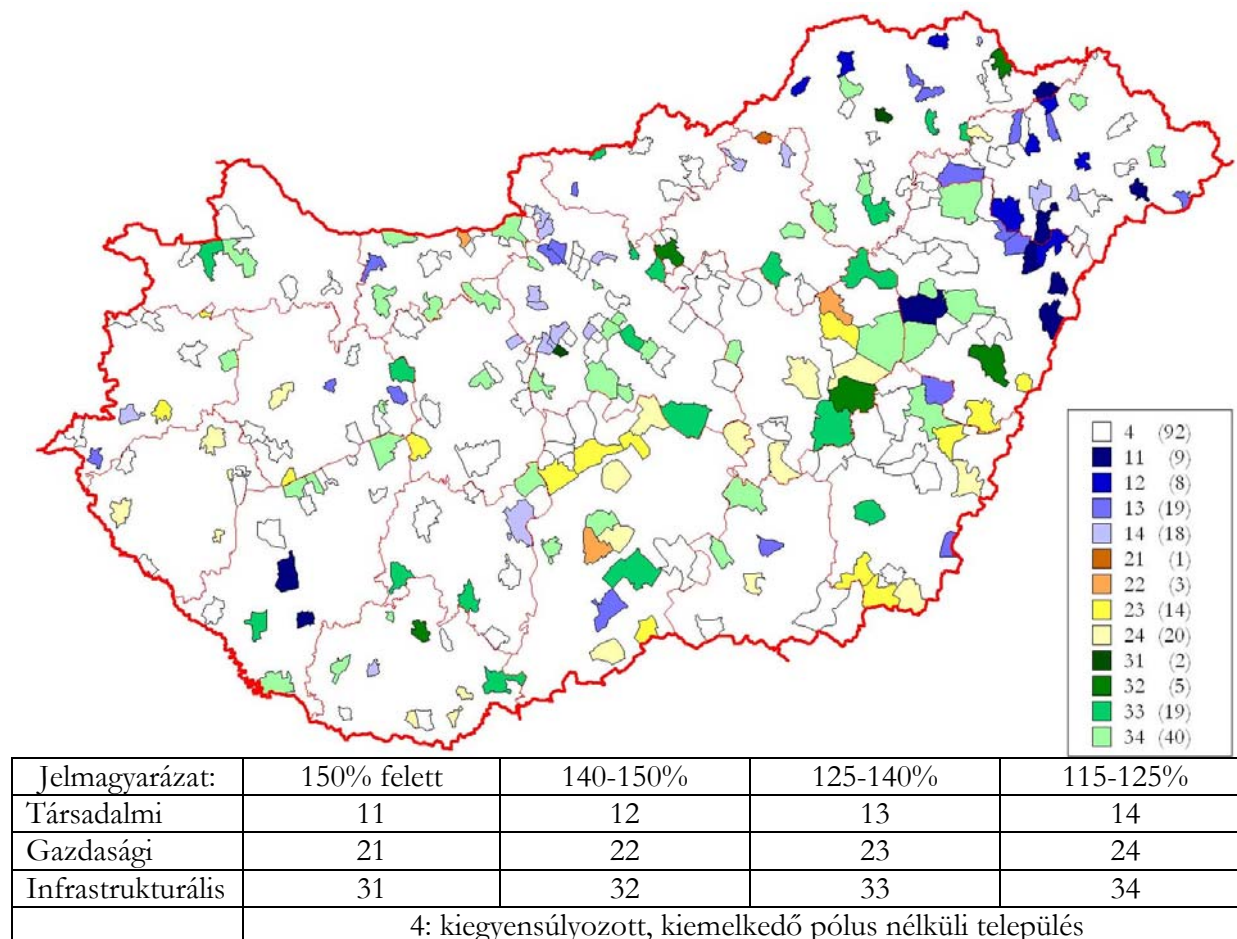 4 (92)
11 (9)
12 (8)
13 (19)
14 (18)
21 (1)
22 (3)
23 (14)
24 (20)
31 (2)
32 (5)
33 (19)
34 (40)
Jelmagyarázat: 150% felett 140-150% 125-140% 115-125%
Társadalmi 11 12 13 14
Gazdasági 21 22 23 24
Infrastrukturális 31 32 33 34
4: kiegyensúlyozott, kiemelkedő pólus nélküli település